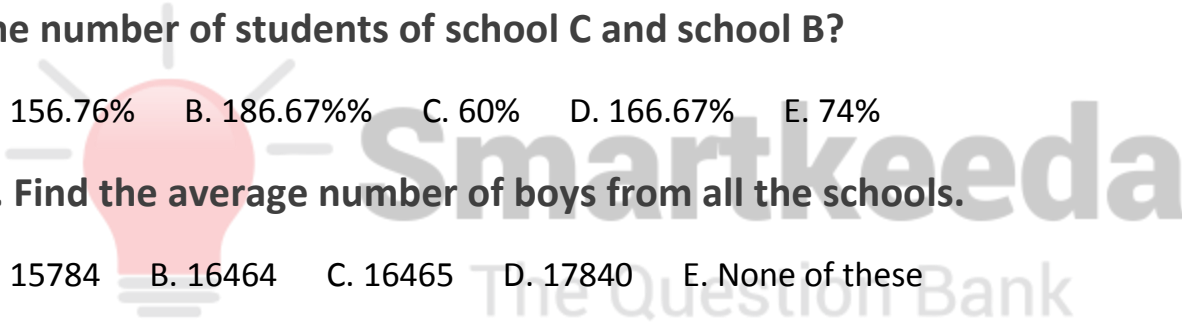 number of students of school C and school B?
156.76% B. 186.67%% C. 60% D. 166.67% E. 74%
. Find the average number of boys from all the schools.
15784 B. 16464 C. 16465 D. 17840 E. None of these
Smartkeeda
The Question Bank